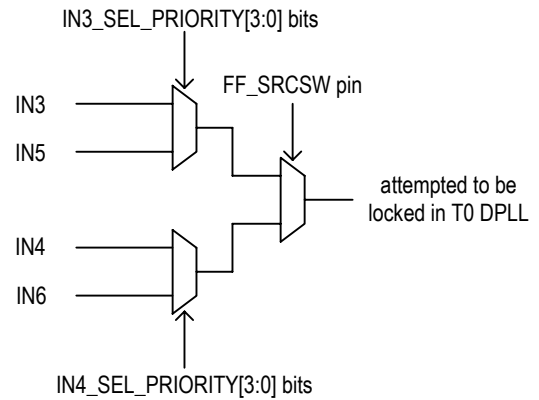 IN3_SEL_PRIORITY[3:0] bits
FF_SRCSW pin
IN3
IN5
attempted to be
locked in T0 DPLL
IN4
IN6
IN4_SEL_PRIORITY[3:0] bits